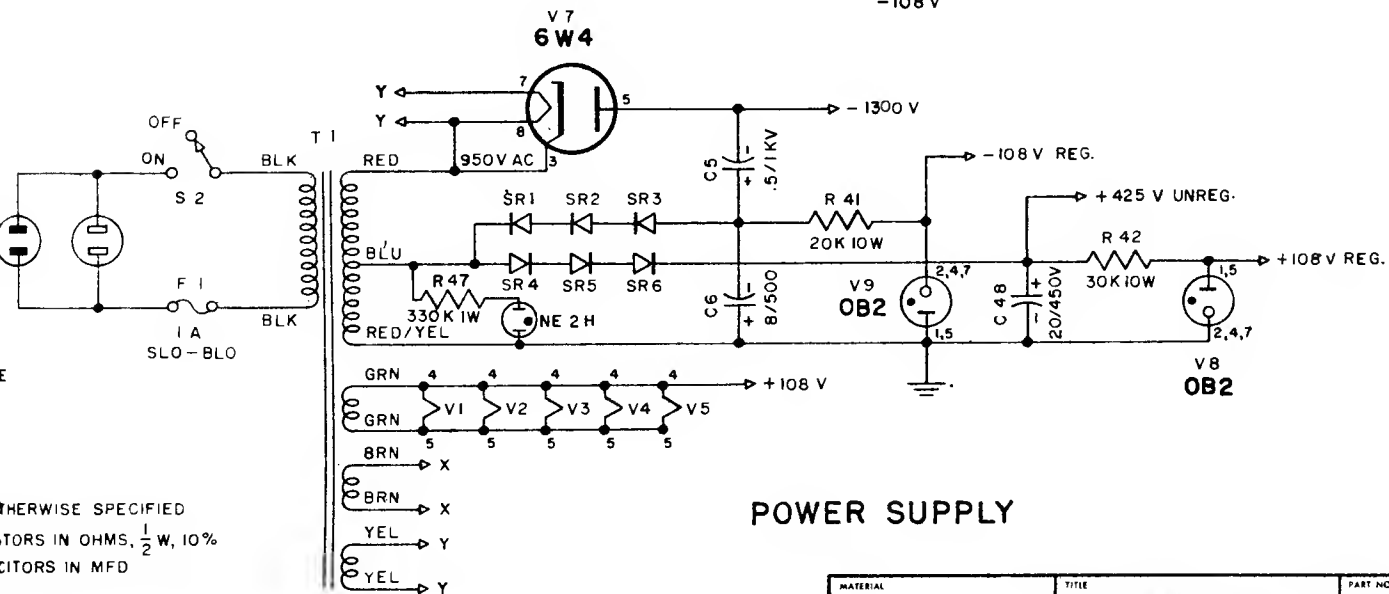 -108 V
V 7
6W4
Y
7
5
- 1300 V
Y
8
OFF
T 1
ON
BLK
RED
950V AC
3
C5
- +
.5/1KV
-108 V REG.
S 2
SR1
SR2
SR3
R 41
20K 10W
+ 425 V UNREG.
BLU
R 42
30K 10W
+108 V REG.
SR4
SR5
SR6
R 47
330K 1W
NE 2H
C6
- +
8/500
V9
OB2
2,4,7
1,5
C 48
+ -
20/450V
1,5
2,4,7
V8
OB2
F 1
1 A
SLO-BLO
BLK
RED/YEL
E
GRN
4 4 4 4 4
+108 V
V1 V2 V3 V4 V5
GRN
5 5 5 5 5
BRN
X
BRN
X
YEL
Y
YEL
Y
THERWISE SPECIFIED
TORS IN OHMS, 1/2 W, 10%
CITORS IN MFD
POWER SUPPLY
MATERIAL
TITLE
PART NO